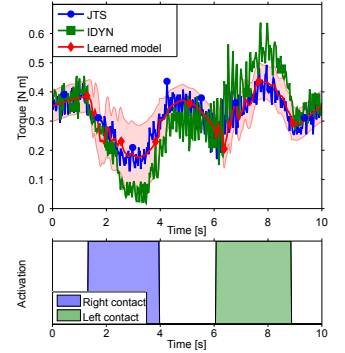 JTS
IDYN
Learned model
0.6
0.5
0.4
0.3
0.2
0.1
0
Torque [N m]
0 2 4 6 8 10
Time [s]
Activation
Right contact
Left contact
0 2 4 6 8 10
Time [s]